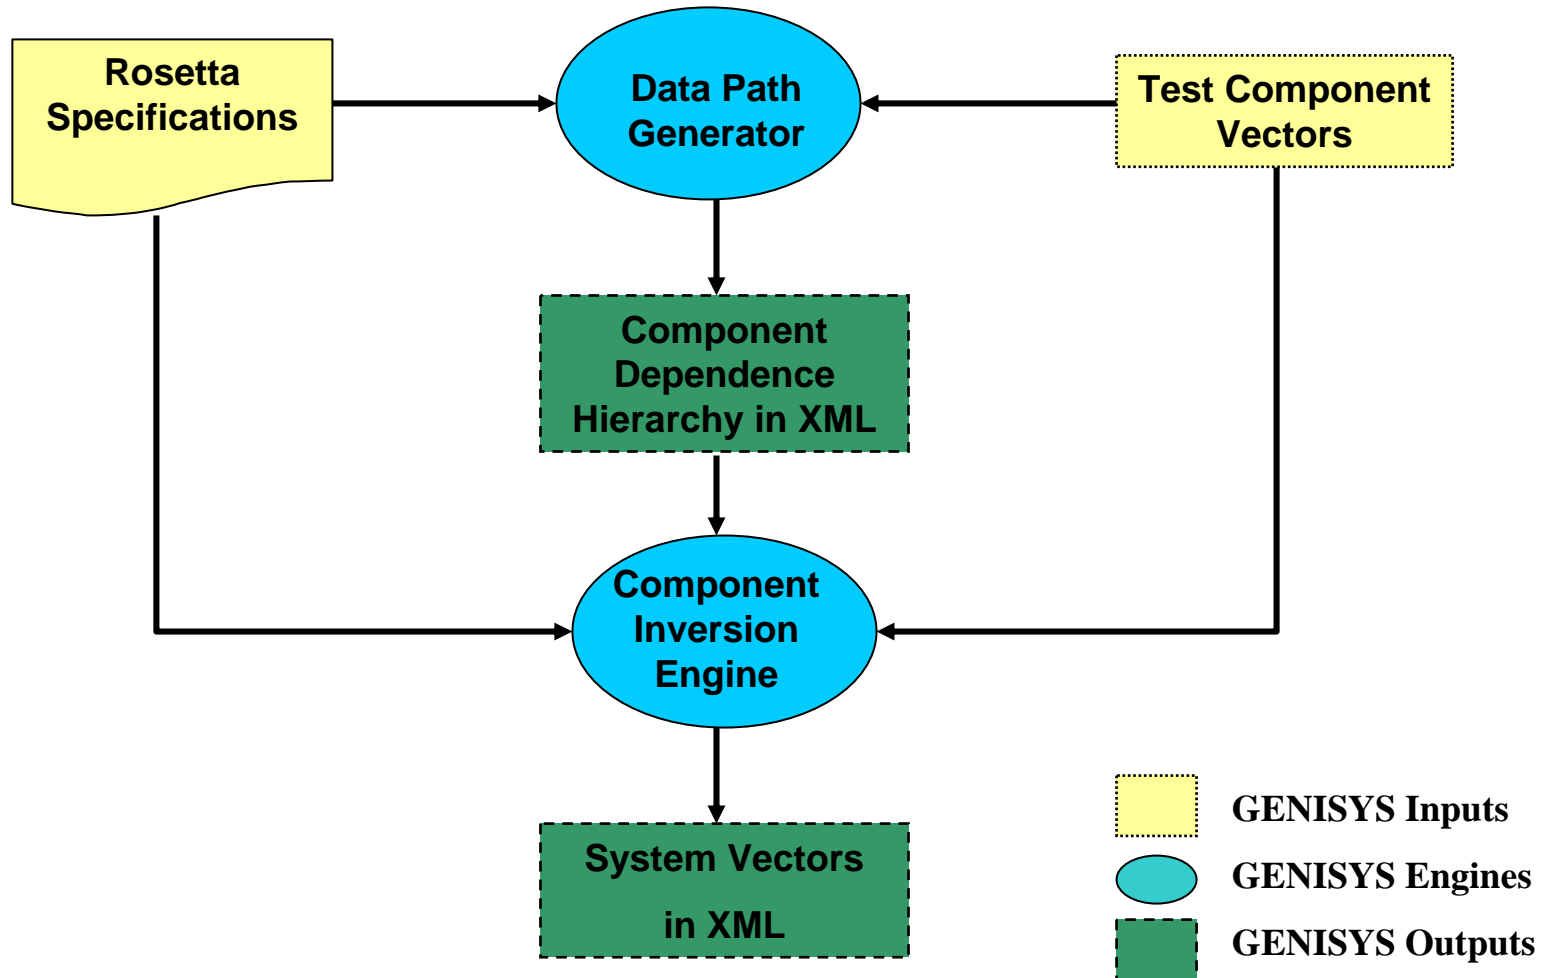 Rosetta
Specifications
Data Path
Generator
Test Component
Vectors
Component
Dependence
Hierarchy in XML
Component
Inversion
Engine
System Vectors
in XML
GENISYS Inputs
GENISYS Engines
GENISYS Outputs